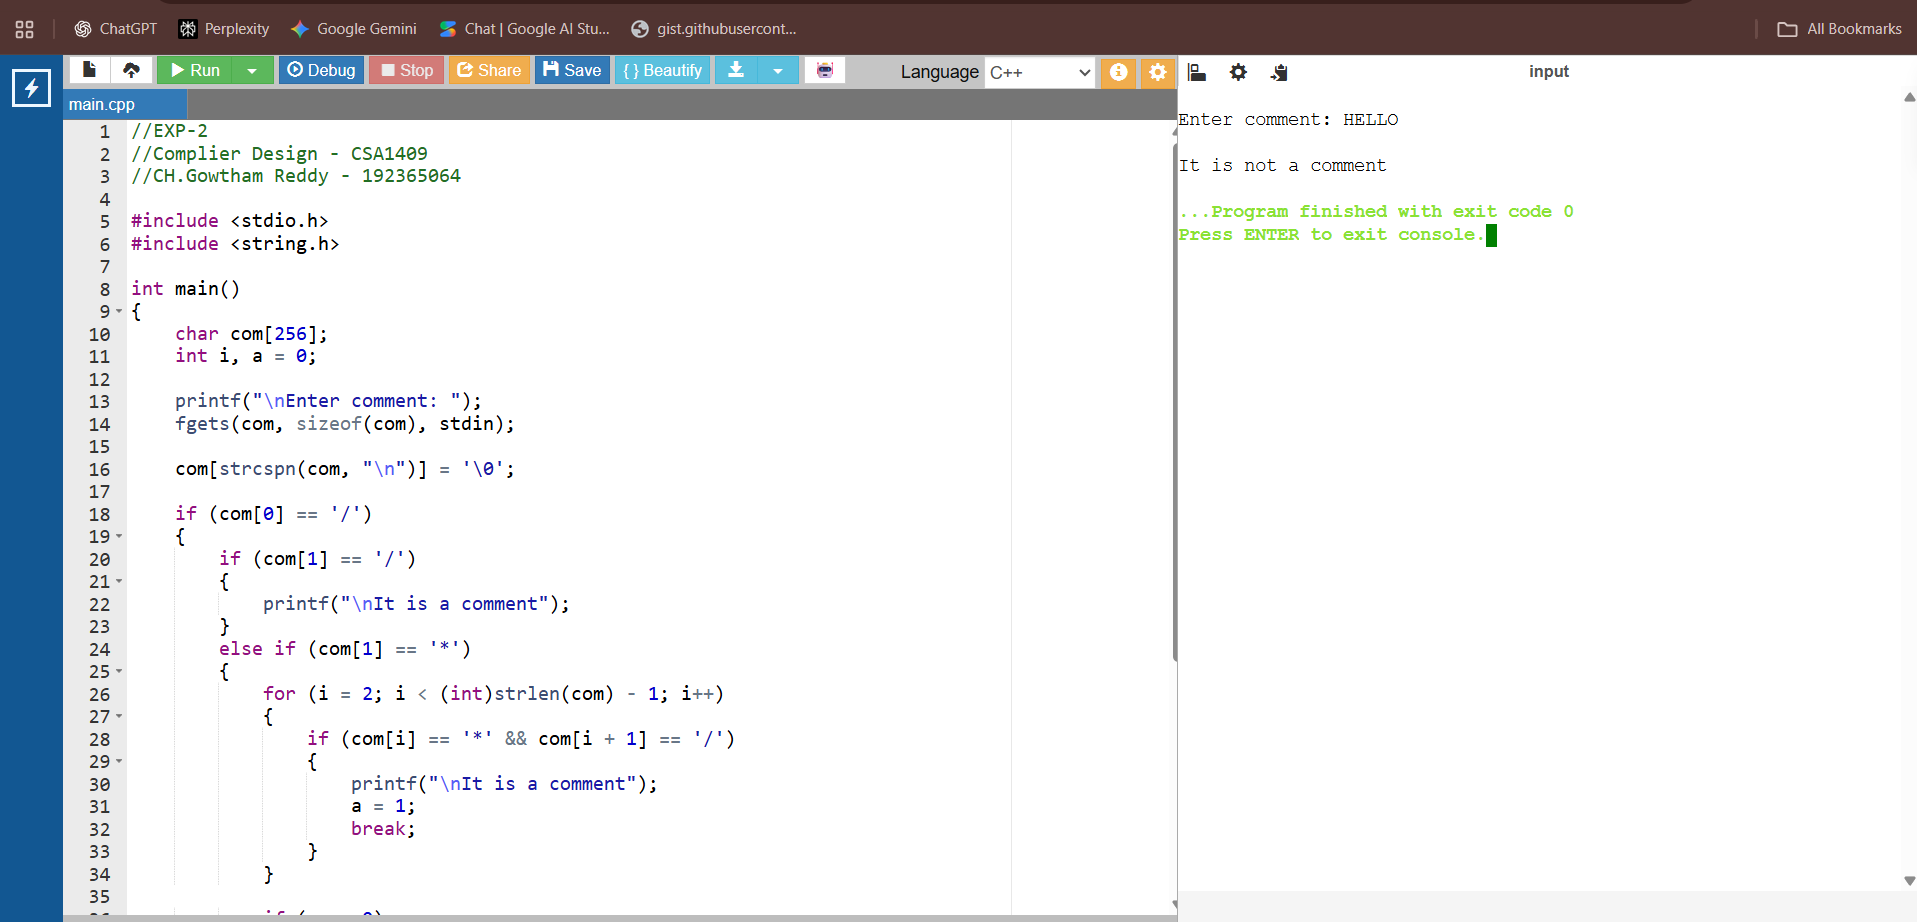 ChatGPT Perplexity Google Gemini Chat | Google AI Stu... gist.githubusercont... All Bookmarks
Run Debug Stop Share Save { } Beautify Language C++ input
main.cpp
1 //EXP-2
2 //Complier Design - CSA1409
3 //CH.Gowtham Reddy - 192365064
4
5 #include <stdio.h>
6 #include <string.h>
7
8 int main()
9 {
10 char com[256];
11 int i, a = 0;
12
13 printf("\nEnter comment: ");
14 fgets(com, sizeof(com), stdin);
15
16 com[strcspn(com, "\n")] = '\0';
17
18 if (com[0] == '/')
19 {
20 if (com[1] == '/')
21 {
22 printf("\nIt is a comment");
23 }
24 else if (com[1] == '*')
25 {
26 for (i = 2; i < (int)strlen(com) - 1; i++)
27 {
28 if (com[i] == '*' && com[i + 1] == '/')
29 {
30 printf("\nIt is a comment");
31 a = 1;
32 break;
33 }
34 }
35
Enter comment: HELLO
It is not a comment
...Program finished with exit code 0
Press ENTER to exit console.